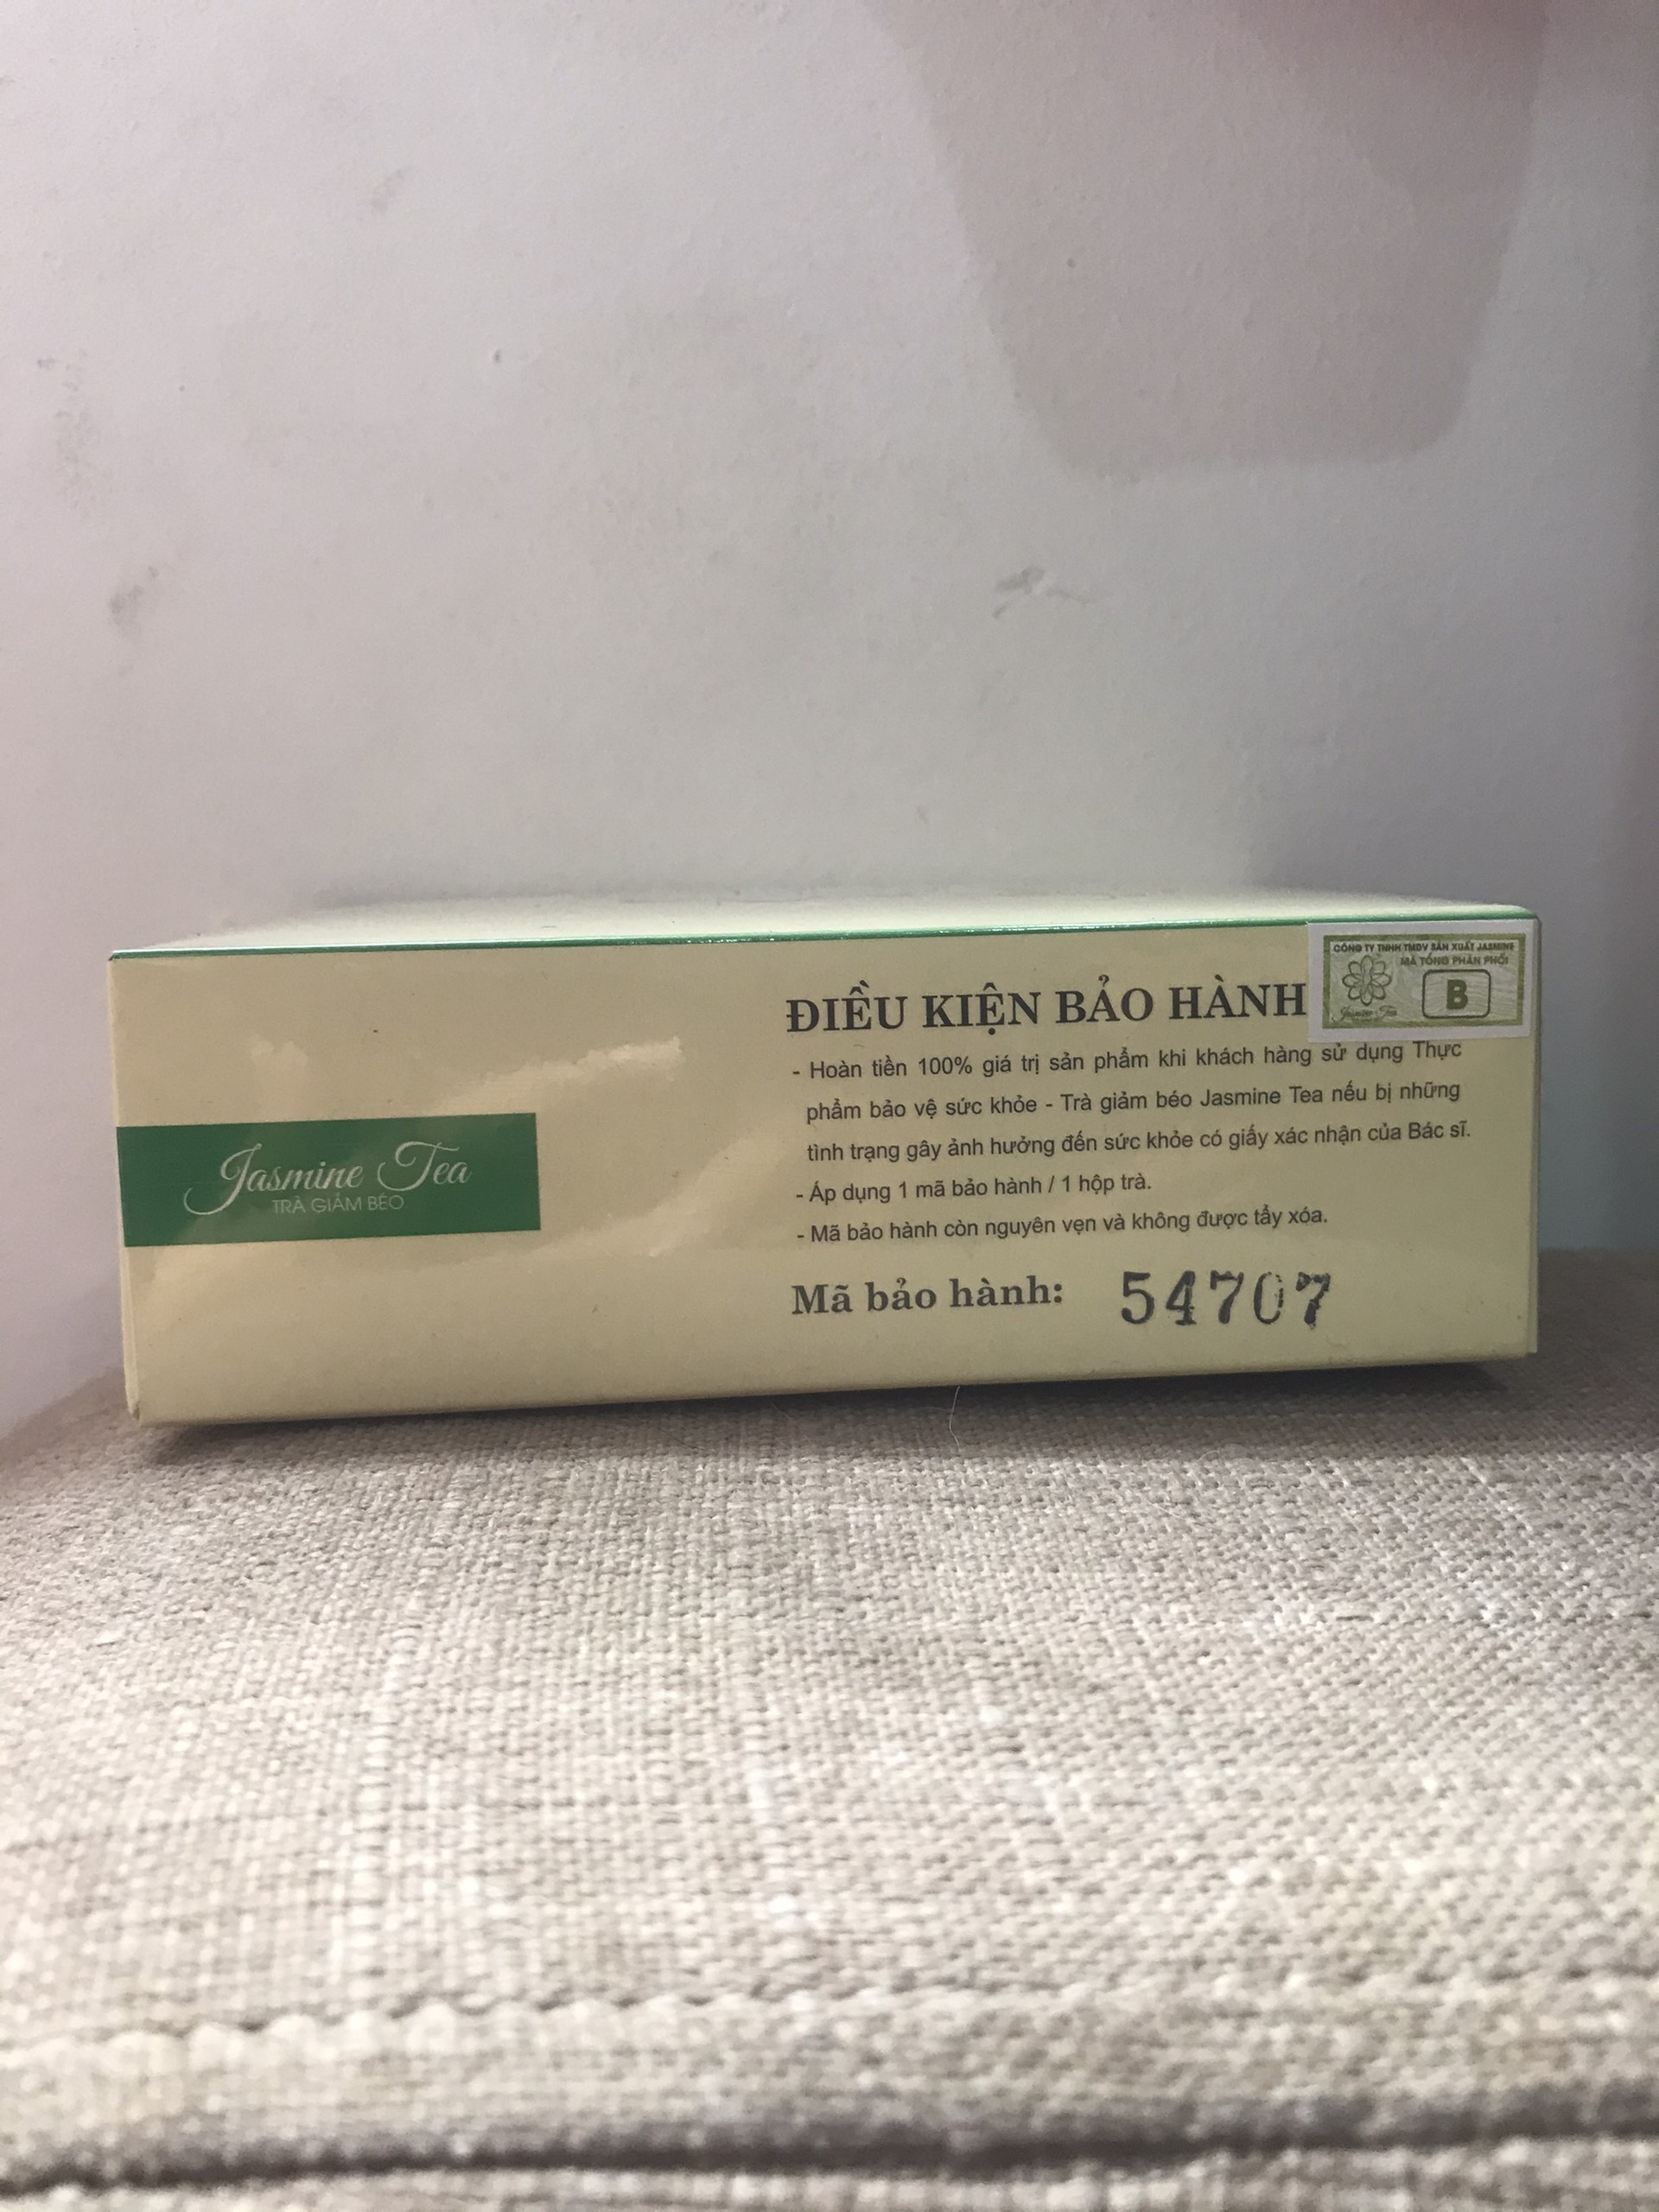 CÔNG TY TNHH TMDV SẢN XUẤT JASMINE
MÃ TỔNG PHÂN PHỐI
B
Jasmine Tea
ĐIỀU KIỆN BẢO HÀNH
- Hoàn tiền 100% giá trị sản phẩm khi khách hàng sử dụng Thực
phẩm bảo vệ sức khỏe - Trà giảm béo Jasmine Tea nếu bị những
tình trạng gây ảnh hưởng đến sức khỏe có giấy xác nhận của Bác sĩ.
- Áp dụng 1 mã bảo hành / 1 hộp trà.
- Mã bảo hành còn nguyên vẹn và không được tẩy xóa.
Mã bảo hành: 54707
Jasmine Tea
TRÀ GIẢM BÉO